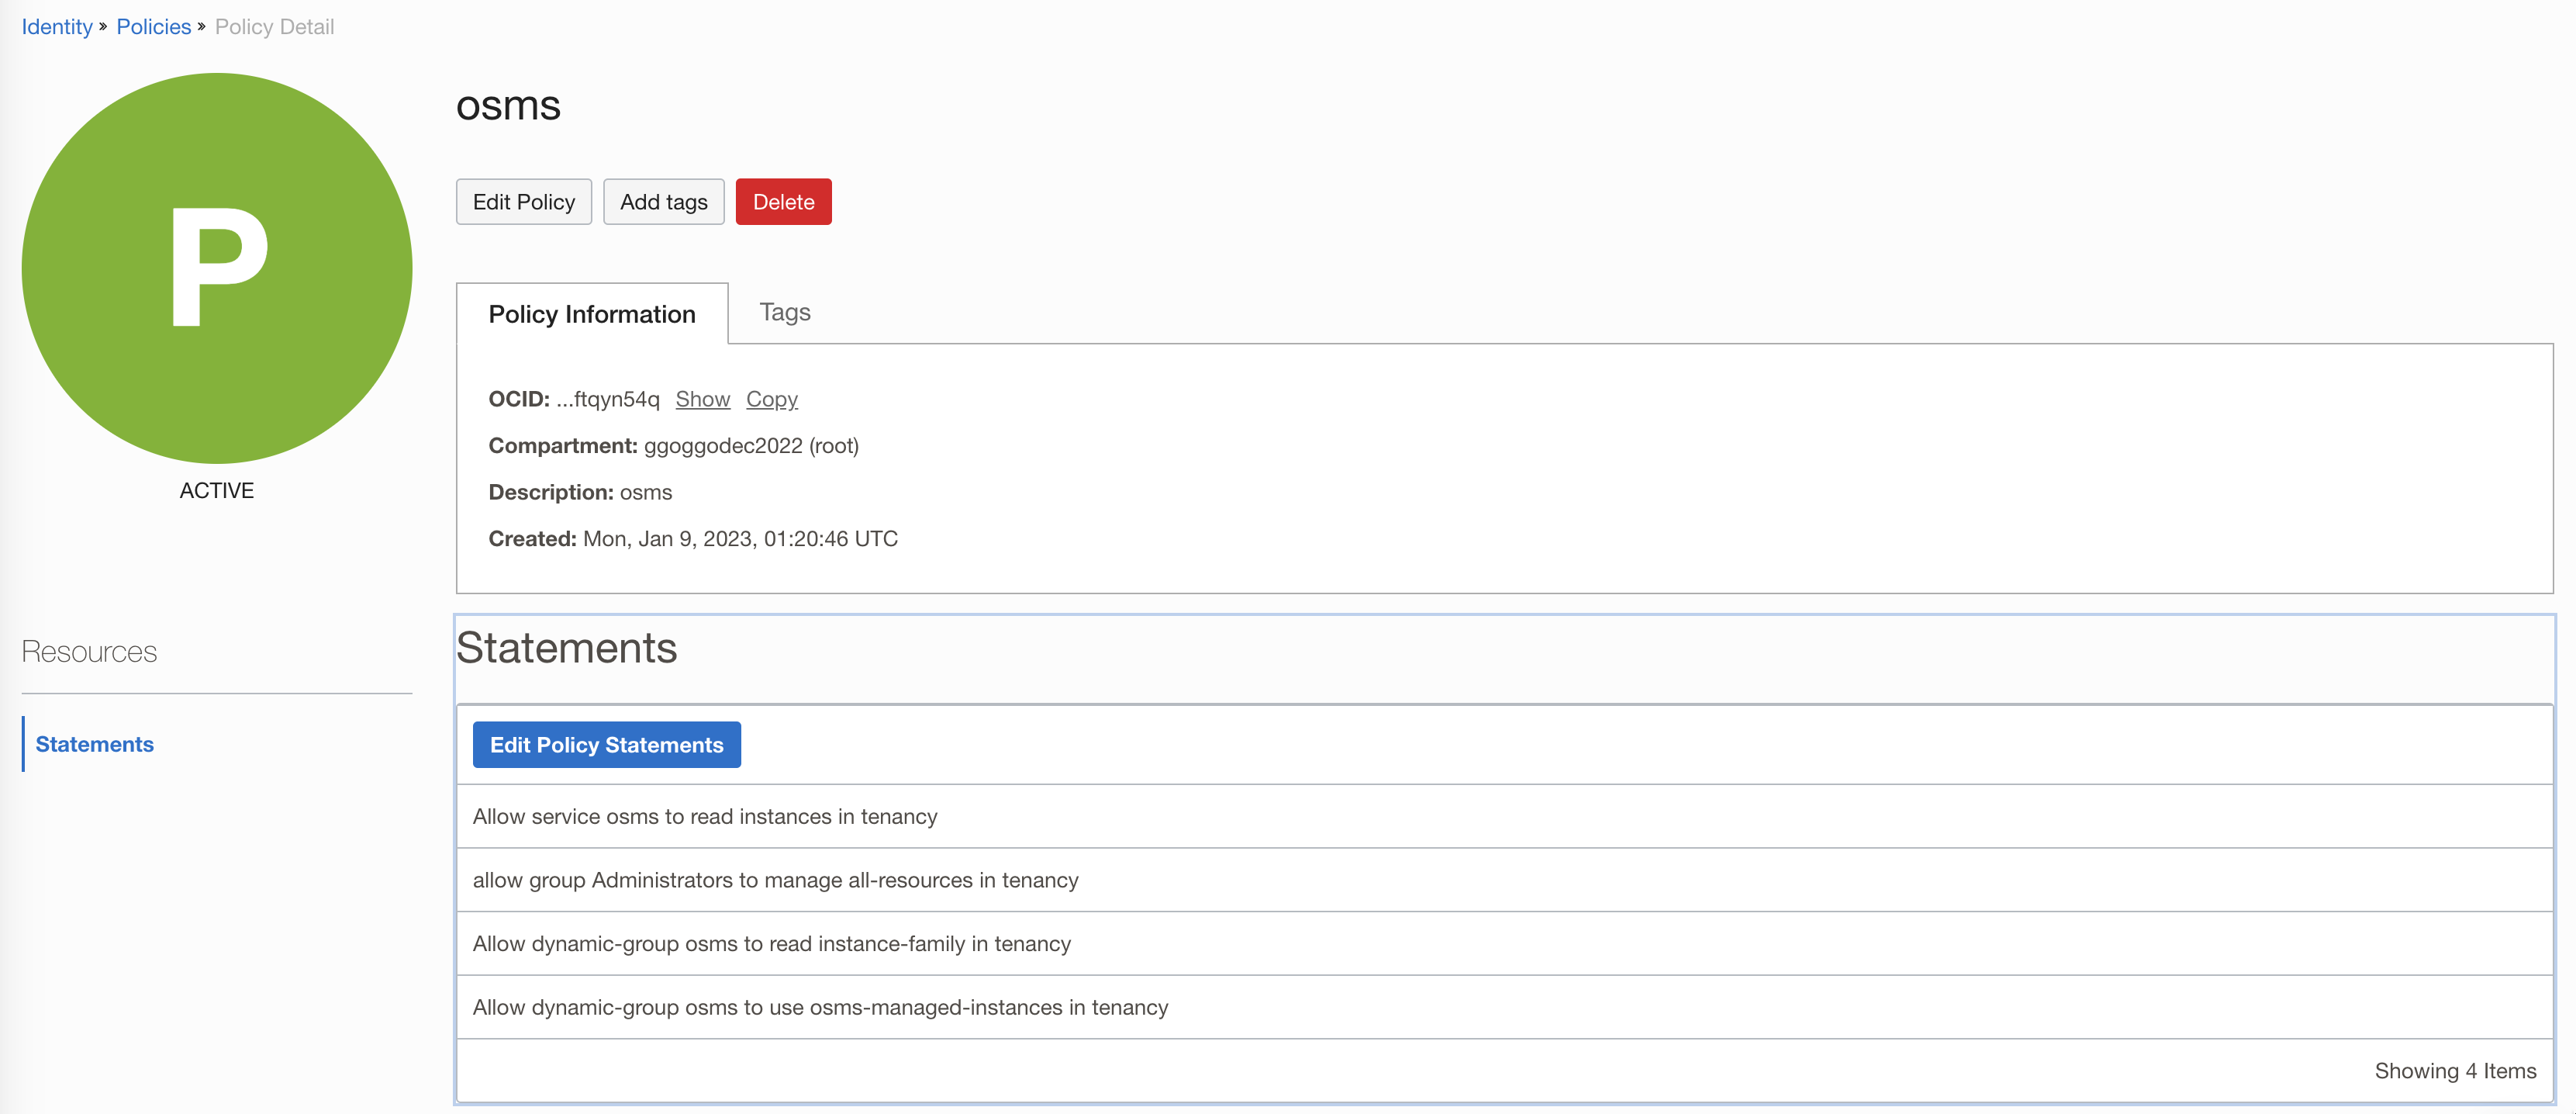 Identity » Policies » Policy Detail
P
ACTIVE
osms
Edit Policy Add tags Delete
Policy Information Tags
OCID: ...ftqyn54q Show Copy
Compartment: ggoggodec2022 (root)
Description: osms
Created: Mon, Jan 9, 2023, 01:20:46 UTC
Resources
Statements
Statements
Edit Policy Statements
Allow service osms to read instances in tenancy
allow group Administrators to manage all-resources in tenancy
Allow dynamic-group osms to read instance-family in tenancy
Allow dynamic-group osms to use osms-managed-instances in tenancy
Showing 4 Items